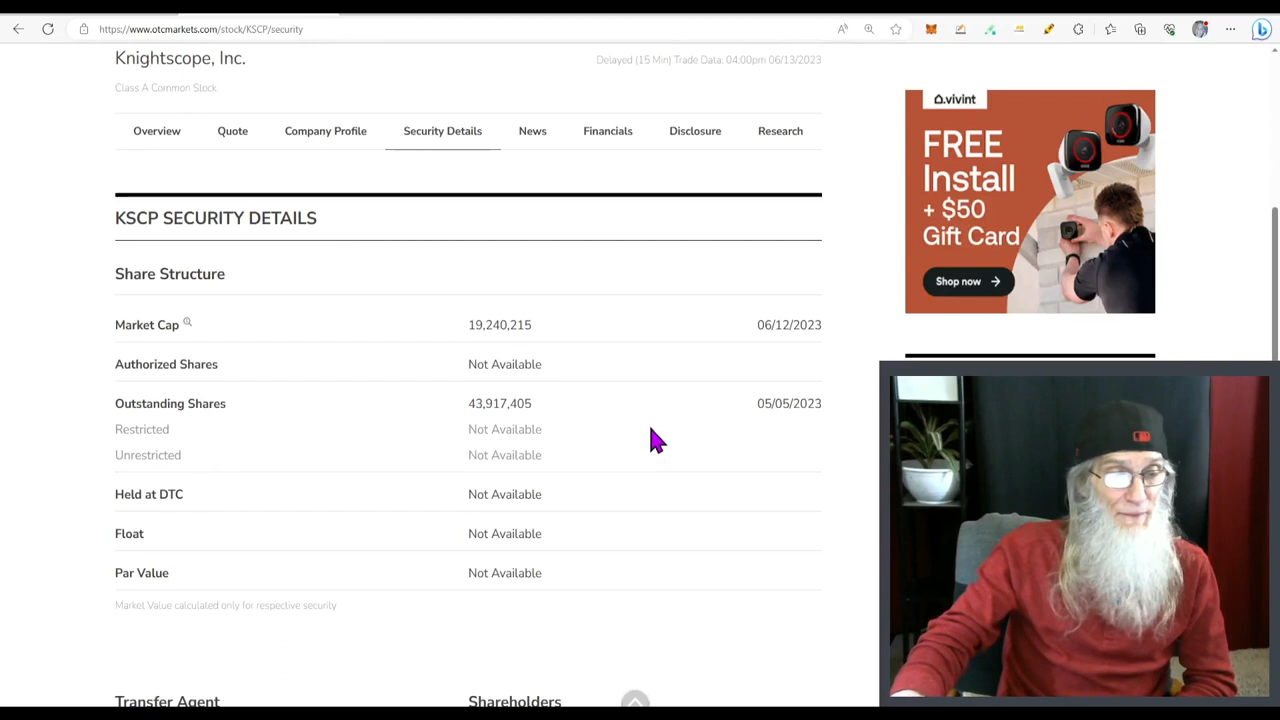 https://www.otcmarkets.com/stock/KSCP/security
Knightscope, Inc.
Delayed (15 Min) Trade Data: 04:00pm 06/13/2023
Class A Common Stock
Overview Quote Company Profile Security Details News Financials Disclosure Research
KSCP SECURITY DETAILS
Share Structure
Market Cap 19,240,215 06/12/2023
Authorized Shares Not Available
Outstanding Shares 43,917,405 05/05/2023
Restricted Not Available
Unrestricted Not Available
Held at DTC Not Available
Float Not Available
Par Value Not Available
Market Value calculated only for respective security
Transfer Agent Shareholders
vivint
FREE
Install
+ $50
Gift Card
Shop now